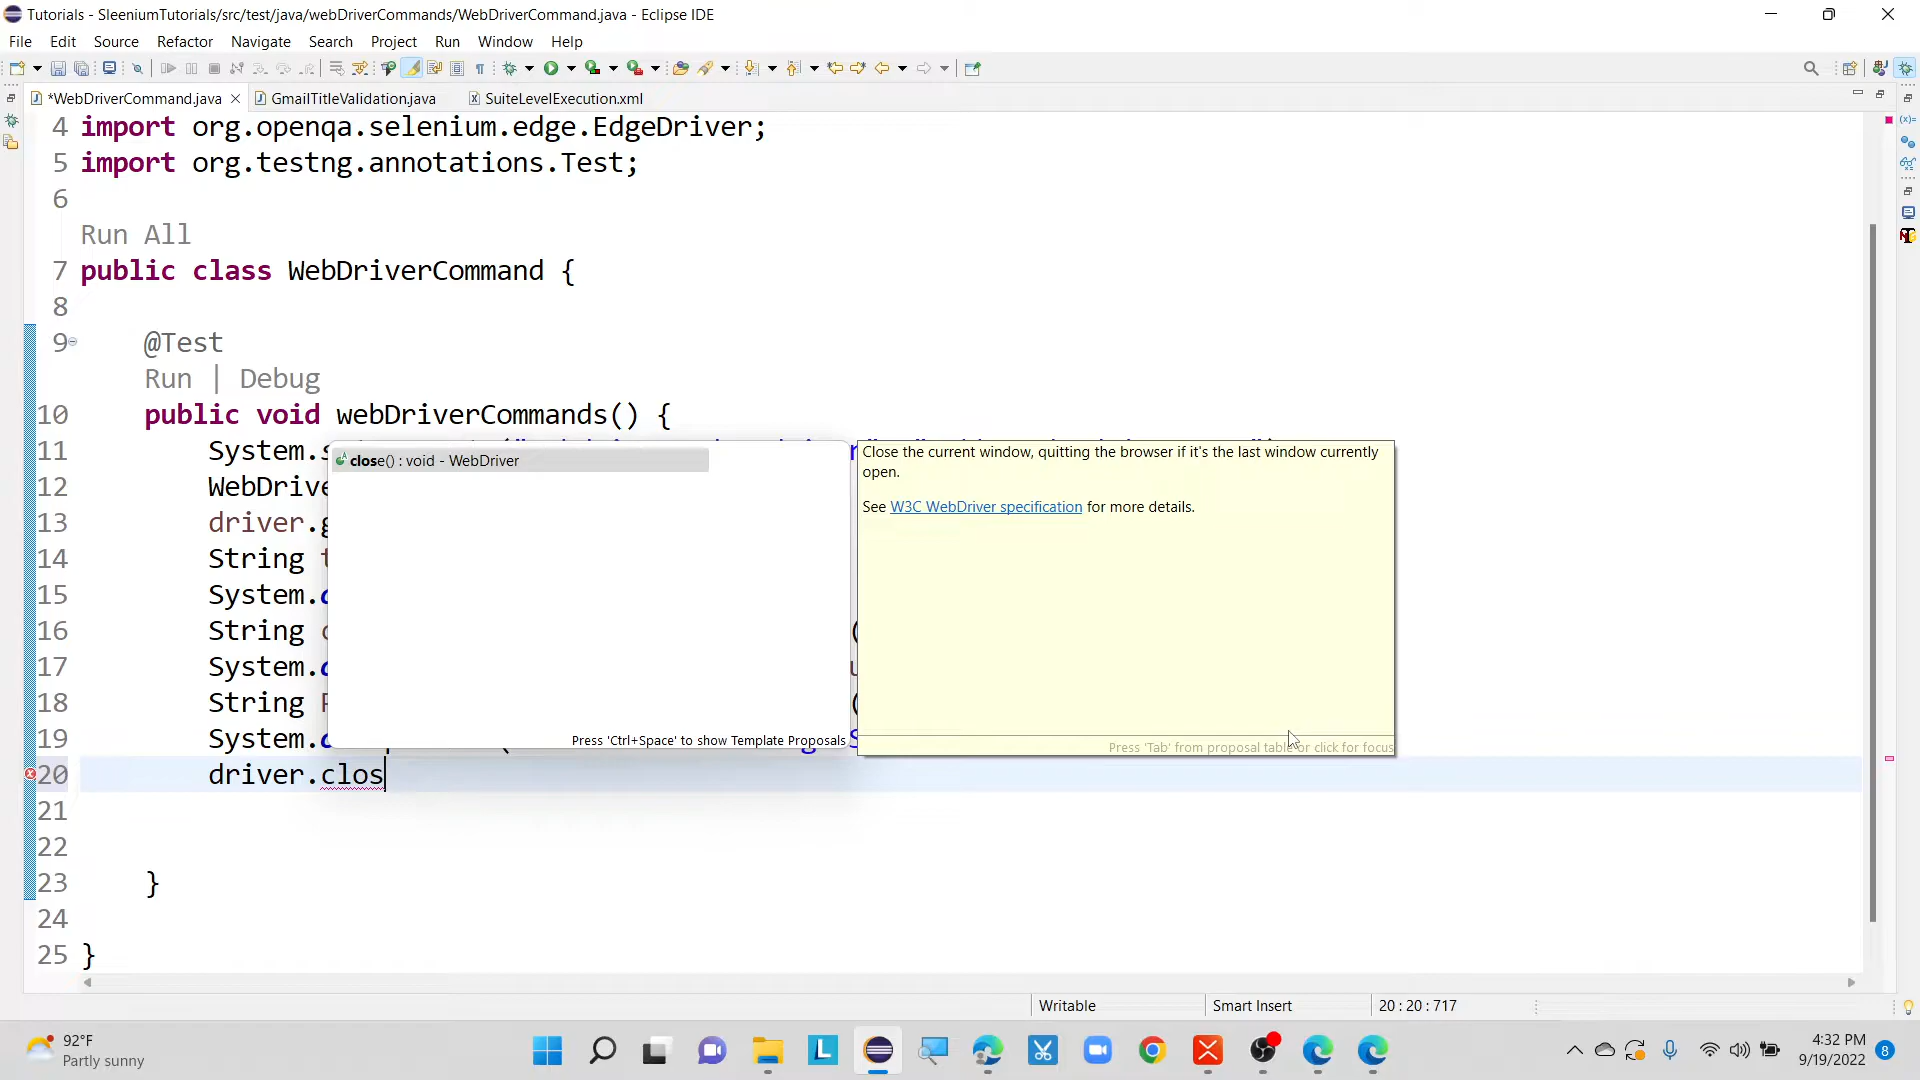 Tutorials - SleeniumTutorials/src/test/java/webDriverCommands/WebDriverCommand.java - Eclipse IDE
File Edit Source Refactor Navigate Search Project Run Window Help
*WebDriverCommand.java GmailTitleValidation.java SuiteLevelExecution.xml
4 import org.openqa.selenium.edge.EdgeDriver;
5 import org.testng.annotations.Test;
6
Run All
7 public class WebDriverCommand {
8
9 @Test
Run | Debug
10 public void webDriverCommands() {
11 System.
close() : void - WebDriver
Close the current window, quitting the browser if it's the last window currently
open.
See W3C WebDriver specification for more details.
12 WebDrive
13 driver.g
14 String t
15 System.
16 String c
17 System.
18 String
19 System.
Press 'Ctrl+Space' to show Template Proposals
Press 'Tab' from proposal table or click for focus
20 driver.clos
21
22
23 }
24
25 }
Writable Smart Insert 20 : 20 : 717
92°F
Partly sunny
4:32 PM
9/19/2022 8